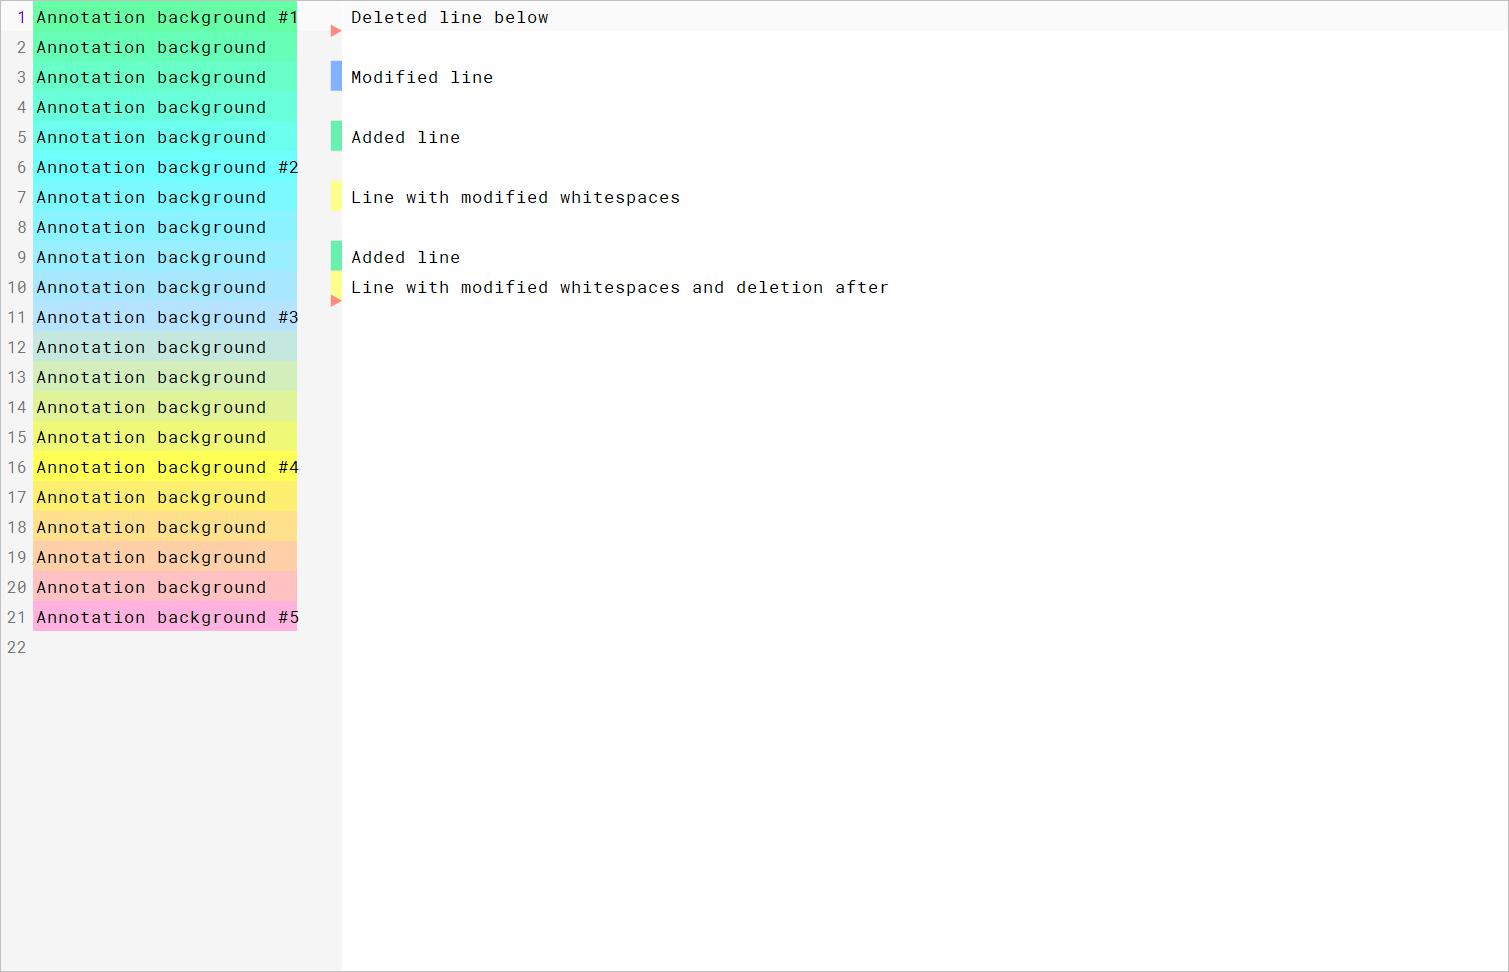 1 Annotation background #1 Deleted line below
2 Annotation background
3 Annotation background Modified line
4 Annotation background
5 Annotation background Added line
6 Annotation background #2
7 Annotation background Line with modified whitespaces
8 Annotation background
9 Annotation background Added line
10 Annotation background Line with modified whitespaces and deletion after
11 Annotation background #3
12 Annotation background
13 Annotation background
14 Annotation background
15 Annotation background
16 Annotation background #4
17 Annotation background
18 Annotation background
19 Annotation background
20 Annotation background
21 Annotation background #5
22